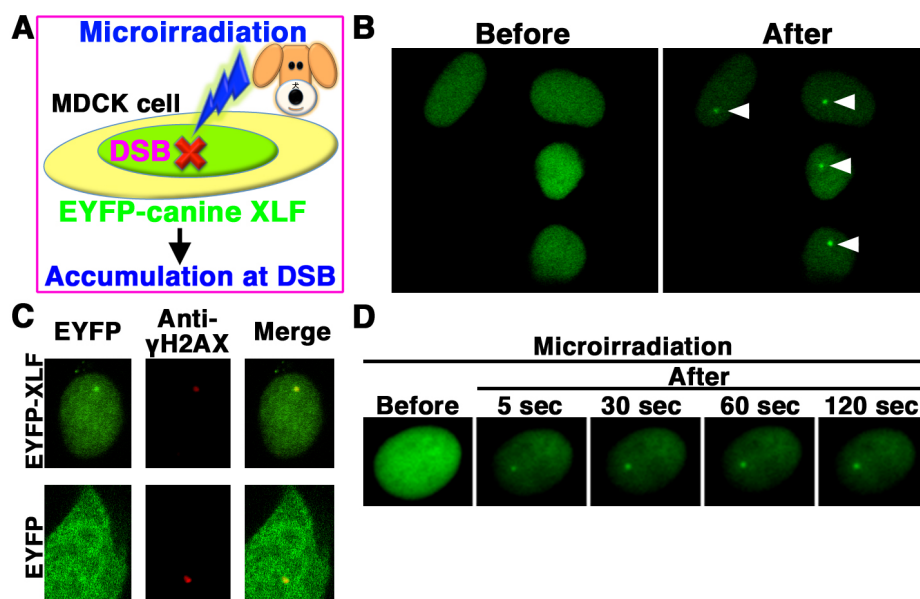 A
Microirradiation
犬
MDCK cell
DSB
EYFP-canine XLF
Accumulation at DSB
B
Before After
C
EYFP Anti-γH2AX Merge
EYFP-XLF
EYFP
D
Microirradiation
After
Before 5 sec 30 sec 60 sec 120 sec